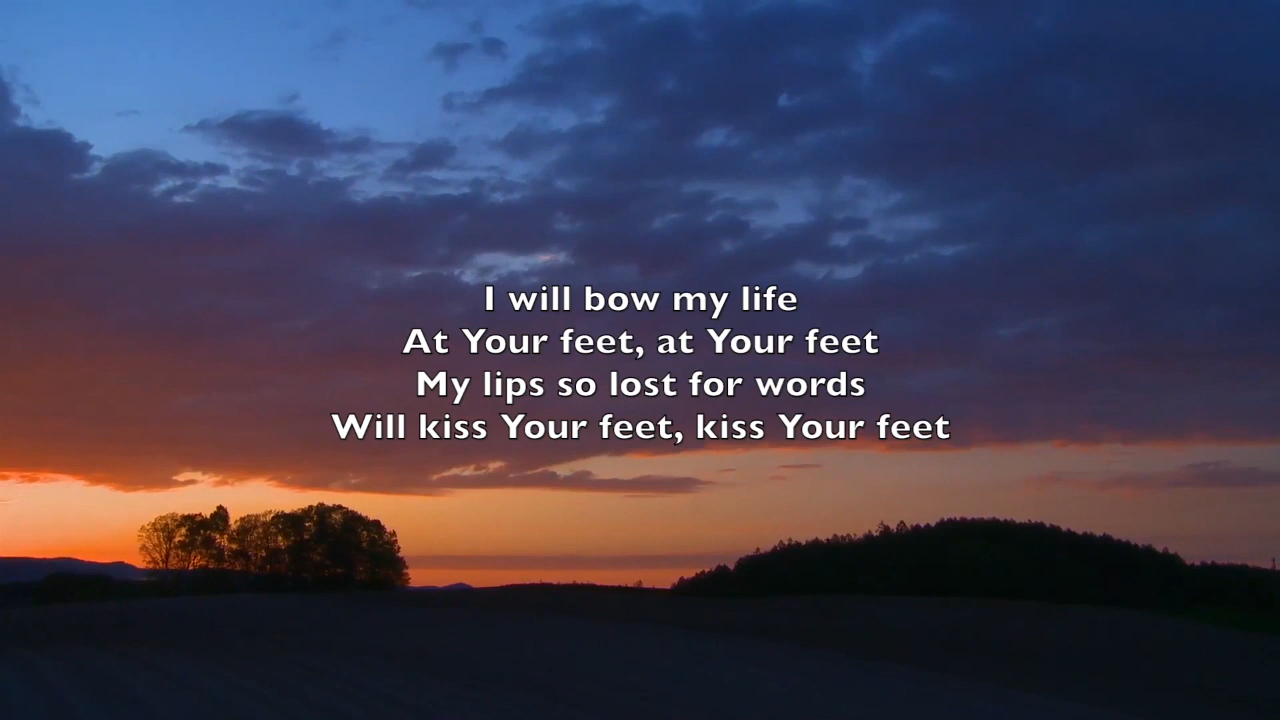 I will bow my life
At Your feet, at Your feet
My lips so lost for words
Will kiss Your feet, kiss Your feet